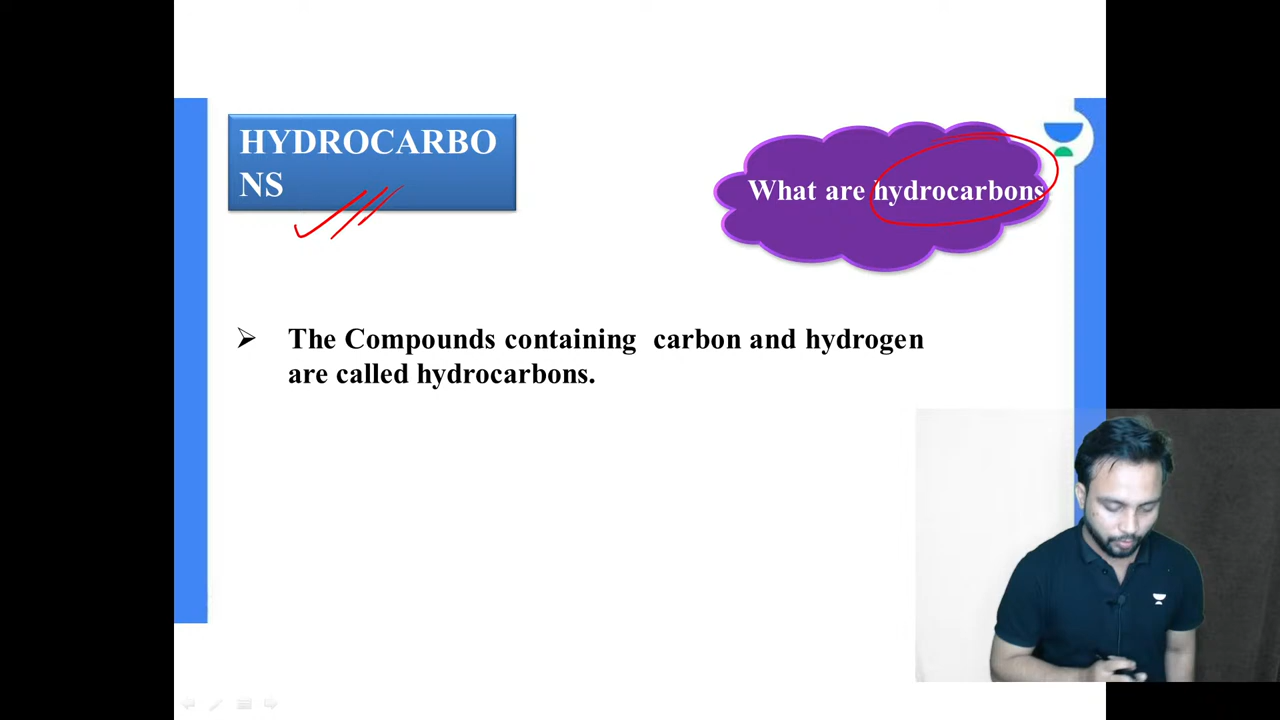 HYDROCARBO
NS
What are hydrocarbons
The Compounds containing carbon and hydrogen
are called hydrocarbons.